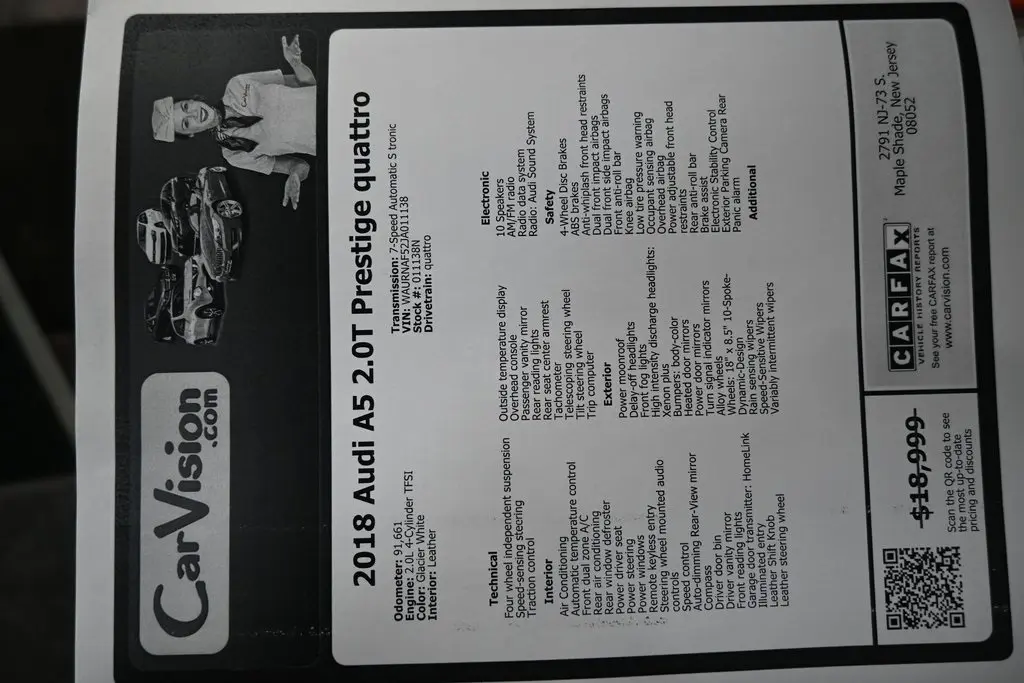 CarVision
.com
2018 Audi A5 2.0T Prestige quattro
Odometer: 91,661
Engine: 2.0L 4-Cylinder TFSI
Color: Glacier White
Interior: Leather
Transmission: 7-Speed Automatic S tronic
VIN: WAURNAF52JA011138
Stock #: 011138N
Drivetrain: quattro
Technical
Four wheel independent suspension
Speed-sensing steering
Traction control
Interior
Air Conditioning
Automatic temperature control
Front dual zone A/C
Rear air conditioning
Rear window defroster
Power driver seat
Power steering
Power windows
Remote keyless entry
Steering wheel mounted audio
controls
Speed control
Auto-dimming Rear-View mirror
Compass
Driver door bin
Driver vanity mirror
Front reading lights
Garage door transmitter: HomeLink
Illuminated entry
Leather Shift Knob
Leather steering wheel
Outside temperature display
Overhead console
Passenger vanity mirror
Rear reading lights
Rear seat center armrest
Tachometer
Telescoping steering wheel
Tilt steering wheel
Trip computer
Exterior
Power moonroof
Delay-off headlights
Front fog lights
High intensity discharge headlights:
Xenon plus
Bumpers: body-color
Heated door mirrors
Power door mirrors
Turn signal indicator mirrors
Alloy wheels
Wheels: 18" x 8.5" 10-Spoke-
Dynamic-Design
Rain sensing wipers
Speed-Sensitive Wipers
Variably intermittent wipers
Electronic
10 Speakers
AM/FM radio
Radio data system
Radio: Audi Sound System
Safety
4-Wheel Disc Brakes
ABS brakes
Anti-whiplash front head restraints
Dual front impact airbags
Dual front side impact airbags
Front anti-roll bar
Knee airbag
Low tire pressure warning
Occupant sensing airbag
Overhead airbag
Power adjustable front head
restraints
Rear anti-roll bar
Brake assist
Electronic Stability Control
Exterior Parking Camera Rear
Panic alarm
Additional
$18,999
Scan the QR code to see
the most up-to-date
pricing and discounts
CARFAX
VEHICLE HISTORY REPORTS
See your free CARFAX report at
www.carvision.com
2791 NJ-73 S.
Maple Shade, New Jersey
08052